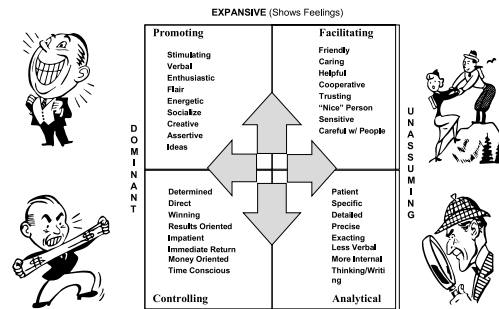 EXPANSIVE (Shows Feelings)
Promoting
Stimulating
Verbal
Enthusiastic
Flair
Energetic
Socialize
Creative
Assertive
Ideas
Facilitating
Friendly
Caring
Helpful
Cooperative
Trusting
“Nice” Person
Sensitive
Careful w/ People
DOMINANT
UNASSUMING
Determined
Direct
Winning
Results Oriented
Impatient
Immediate Return
Money Oriented
Time Conscious
Controlling
Patient
Specific
Detailed
Precise
Exacting
Less Verbal
More Internal
Thinking/Writi
ng
Analytical